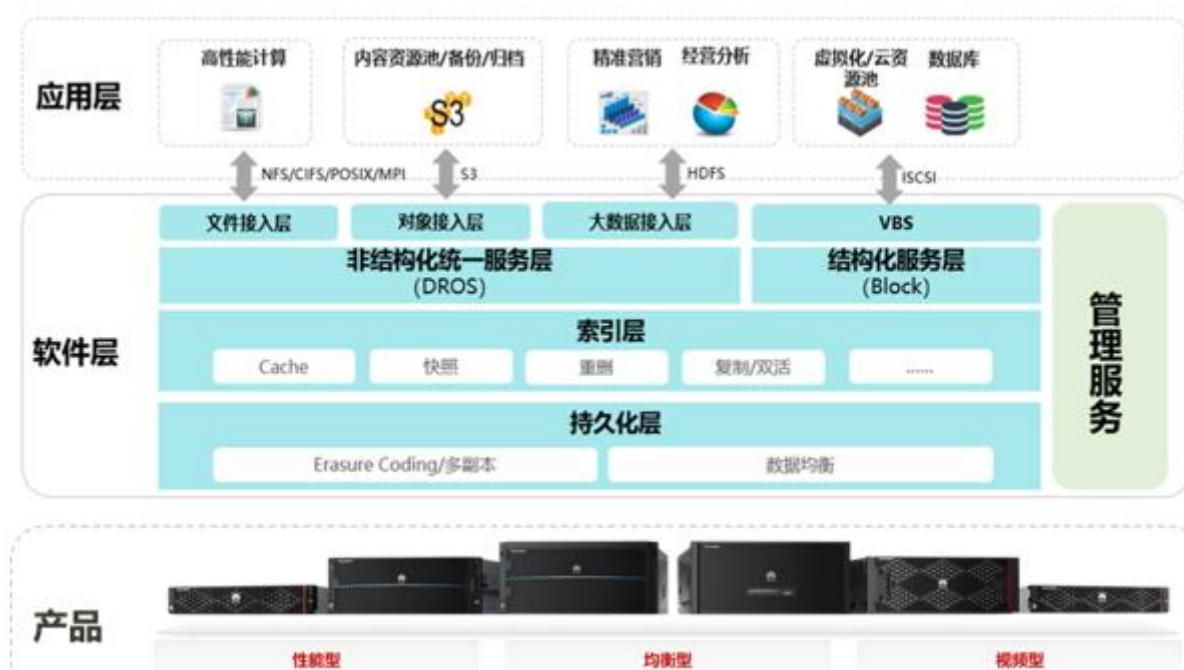 应用层
高性能计算
内容资源池/备份/归档
精准营销
经营分析
虚拟化/云资
源池
数据库
S3
NFS/CIFS/POSIX/MPI
S3
HDFS
ISCSI
软件层
文件接入层
对象接入层
大数据接入层
VBS
非结构化统一服务层
(DROS)
结构化服务层
(Block)
索引层
Cache
快照
重删
复制/双活
......
持久化层
Erasure Coding/多副本
数据均衡
管理服务
产品
性能型
均衡型
视频型